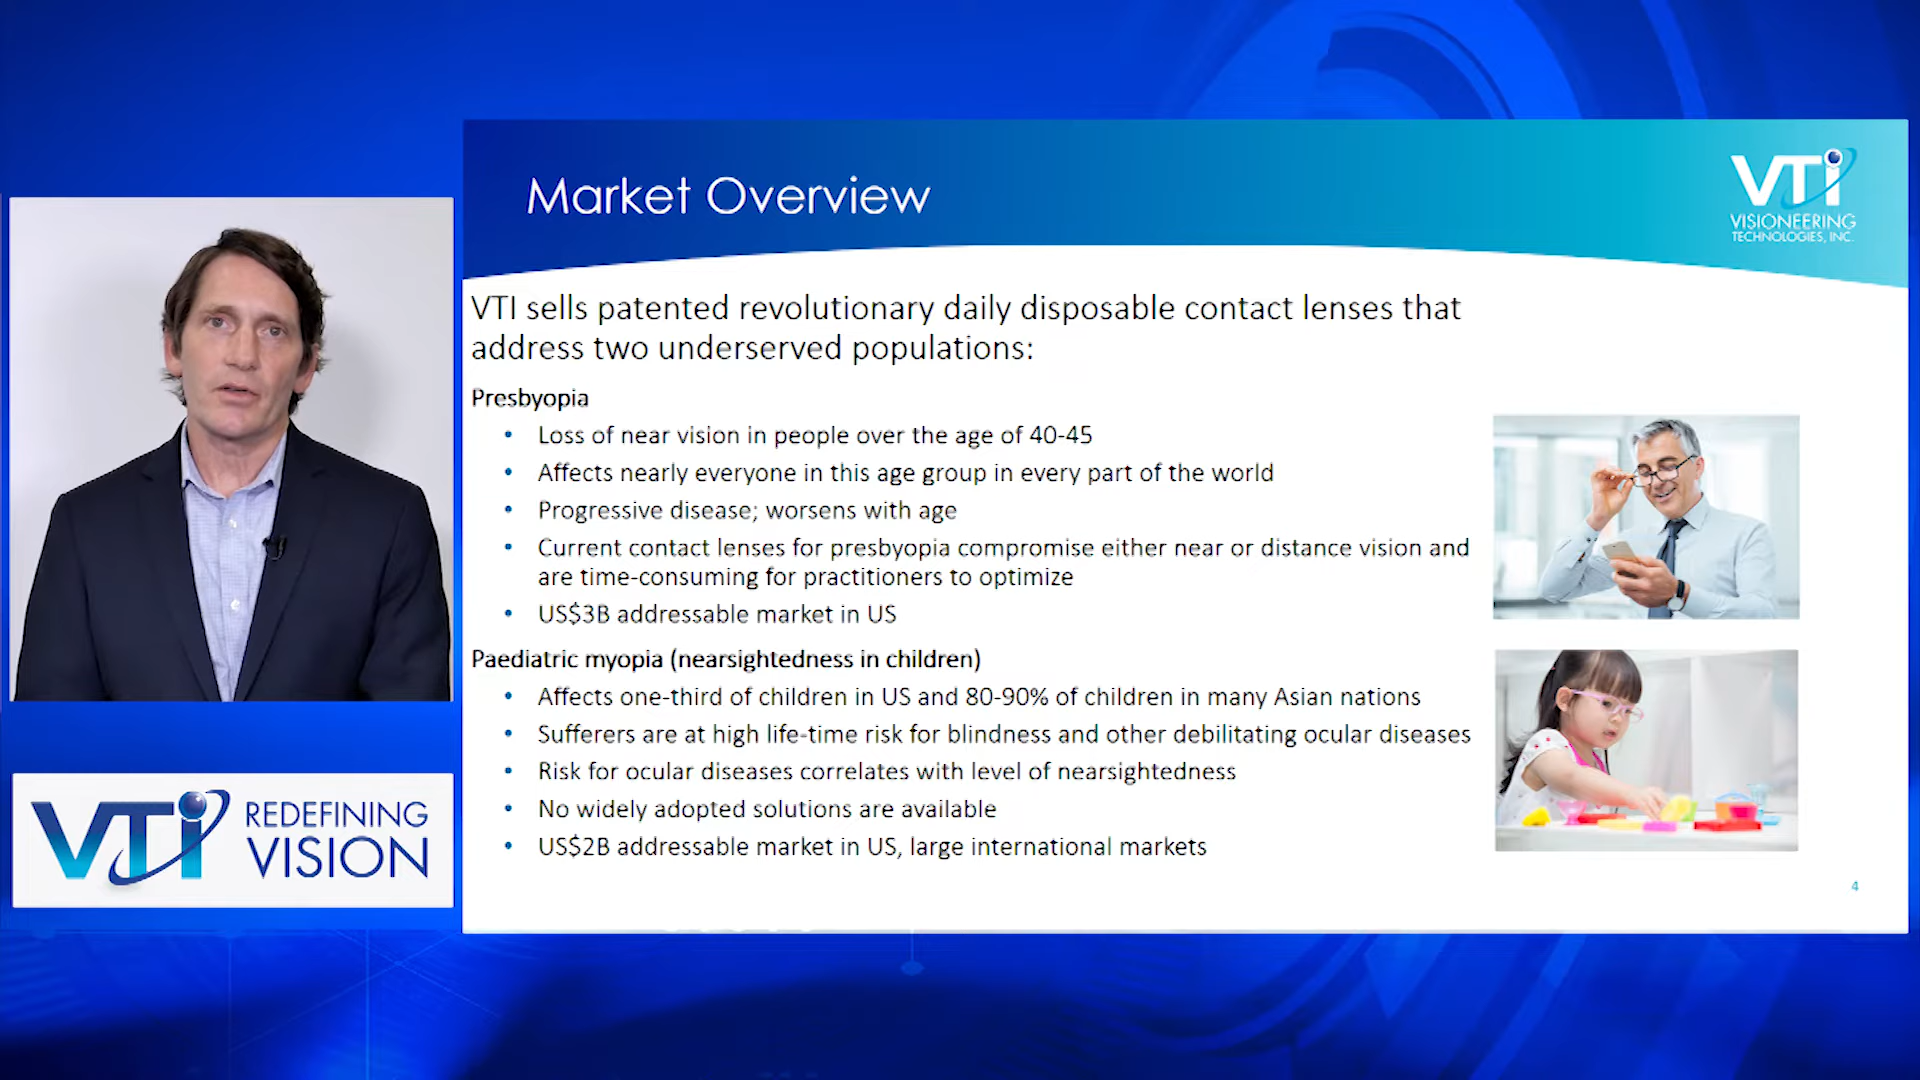 Market Overview
VTI
VISIONEERING
TECHNOLOGIES, INC.
VTI sells patented revolutionary daily disposable contact lenses that
address two underserved populations:
Presbyopia
• Loss of near vision in people over the age of 40-45
• Affects nearly everyone in this age group in every part of the world
• Progressive disease; worsens with age
• Current contact lenses for presbyopia compromise either near or distance vision and
are time-consuming for practitioners to optimize
• US$3B addressable market in US
Paediatric myopia (nearsightedness in children)
• Affects one-third of children in US and 80-90% of children in many Asian nations
• Sufferers are at high life-time risk for blindness and other debilitating ocular diseases
• Risk for ocular diseases correlates with level of nearsightedness
• No widely adopted solutions are available
• US$2B addressable market in US, large international markets
4
VTI REDEFINING
VISION